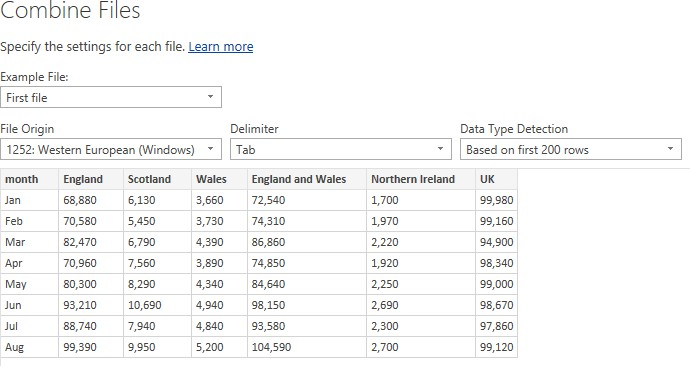 Combine Files
Specify the settings for each file. Learn more
Example File:
First file
File Origin Delimiter Data Type Detection
1252: Western European (Windows) Tab Based on first 200 rows
month England Scotland Wales England and Wales Northern Ireland UK
Jan 68,880 6,130 3,660 72,540 1,700 99,980
Feb 70,580 5,450 3,730 74,310 1,970 99,160
Mar 82,470 6,790 4,390 86,860 2,220 94,900
Apr 70,960 7,560 3,890 74,850 1,920 98,340
May 80,300 8,290 4,340 84,640 2,250 99,000
Jun 93,210 10,690 4,940 98,150 2,690 98,670
Jul 88,740 7,940 4,840 93,580 2,300 97,860
Aug 99,390 9,950 5,200 104,590 2,700 99,120